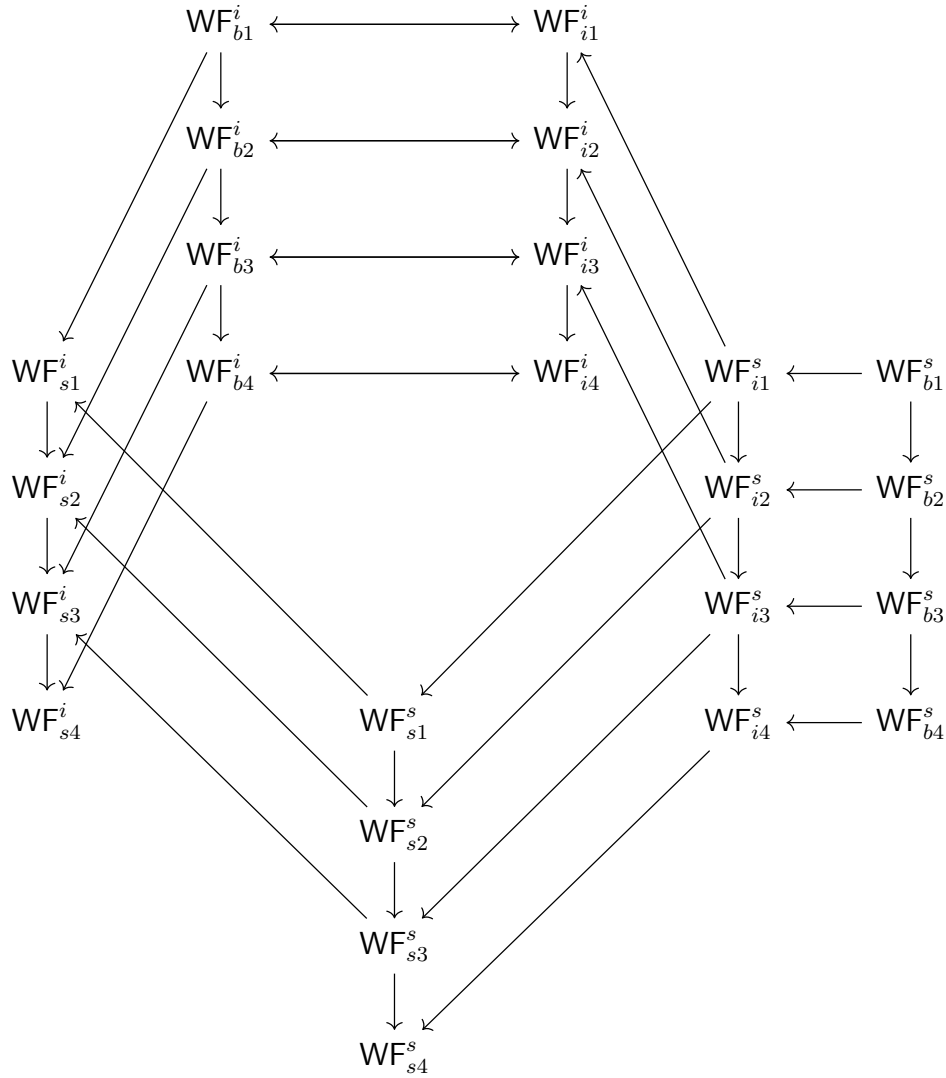 WF^i_{b1} WF^i_{i1}
WF^i_{b2} WF^i_{i2}
WF^i_{b3} WF^i_{i3}
WF^i_{s1} WF^i_{b4} WF^i_{i4} WF^s_{i1} WF^s_{b1}
WF^i_{s2} WF^s_{i2} WF^s_{b2}
WF^i_{s3} WF^s_{i3} WF^s_{b3}
WF^i_{s4} WF^s_{s1} WF^s_{i4} WF^s_{b4}
WF^s_{s2}
WF^s_{s3}
WF^s_{s4}